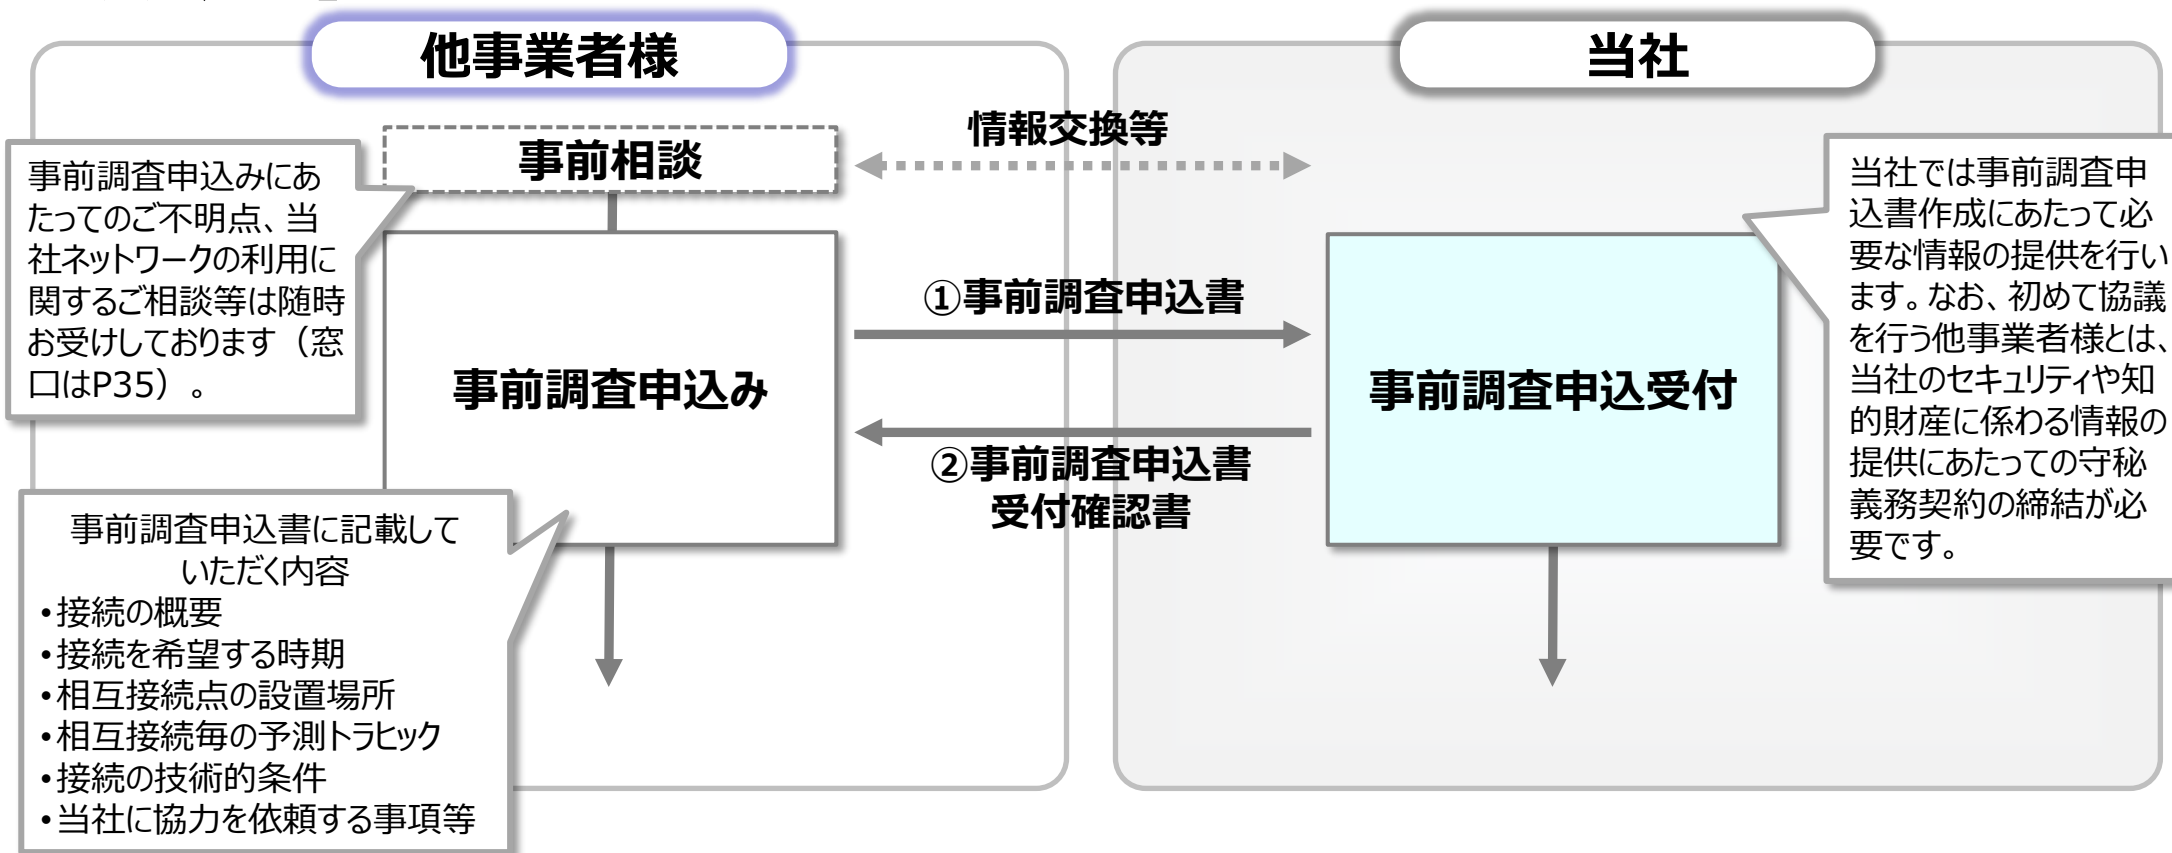 他事業者様
当社
情報交換等
事前相談
事前調査申込みにあ
たってのご不明点、当
社ネットワークの利用に
関するご相談等は随時
お受けしております（窓
口はP35）。
当社では事前調査申
込書作成にあたって必
要な情報の提供を行い
ます。なお、初めて協議
を行う他事業者様とは、
当社のセキュリティや知
的財産に係わる情報の
提供にあたっての守秘
義務契約の締結が必
要です。
①事前調査申込書
事前調査申込み
事前調査申込受付
②事前調査申込書
受付確認書
事前調査申込書に記載して
いただく内容
•接続の概要
•接続を希望する時期
•相互接続点の設置場所
•相互接続毎の予測トラヒック
•接続の技術的条件
•当社に協力を依頼する事項等